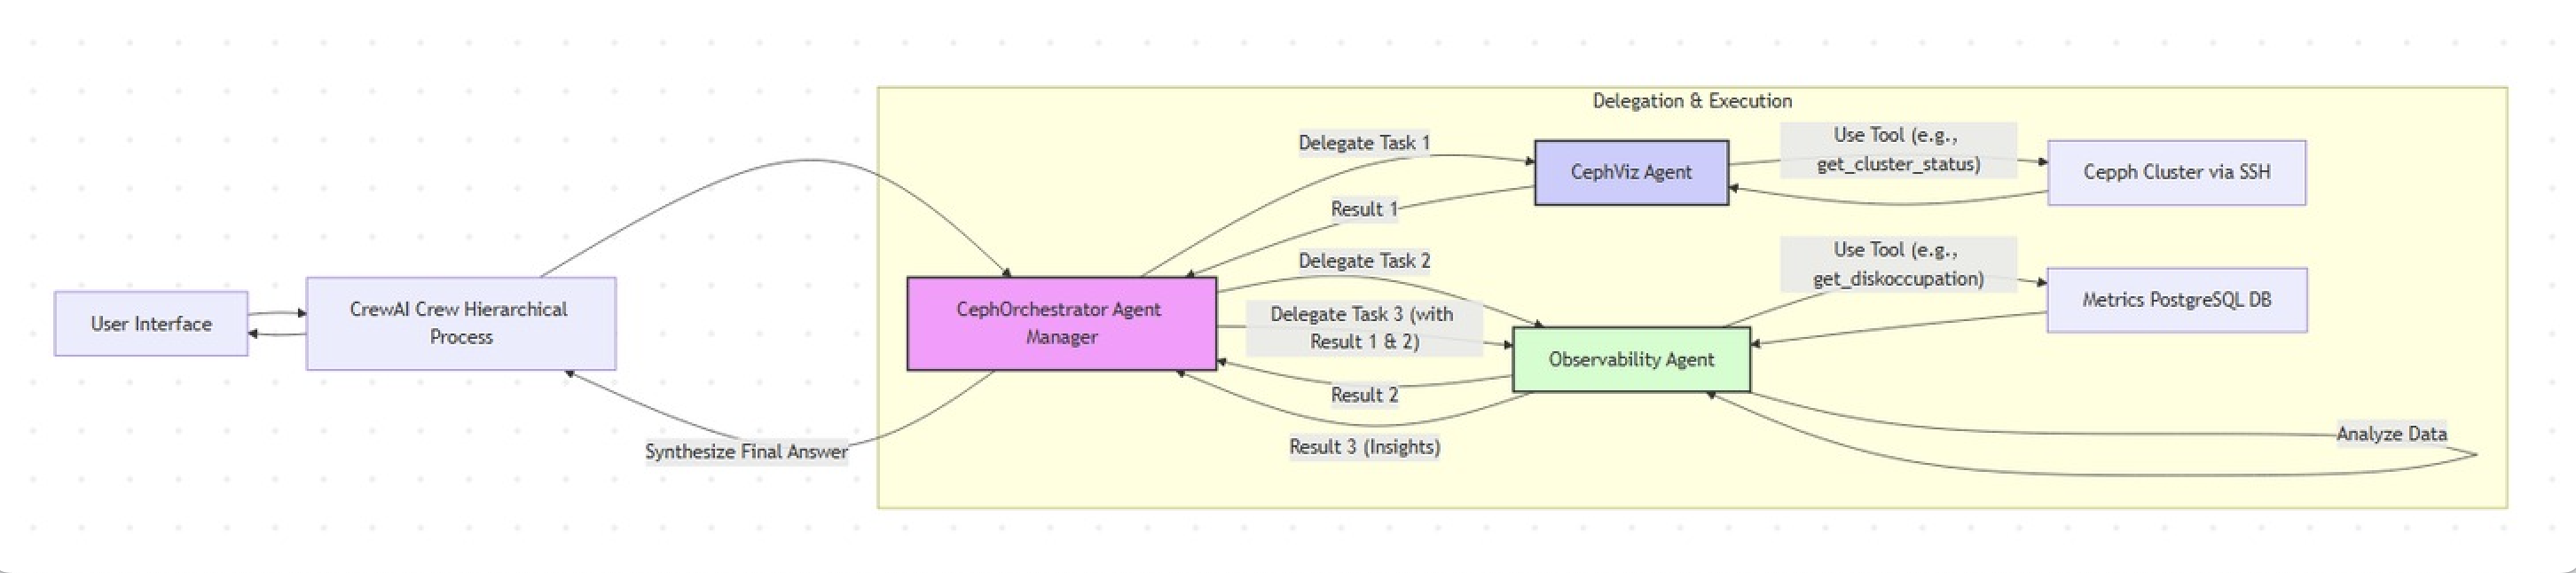 Delegation & Execution
Delegate Task 1
CephViz Agent
Use Tool (e.g.,
get_cluster_status)
Cepph Cluster via SSH
Result 1
Delegate Task 2
Use Tool (e.g.,
get_diskoccupation)
Metrics PostgreSQL DB
User Interface
CrewAI Crew Hierarchical
Process
CephOrchestrator Agent
Manager
Delegate Task 3 (with
Result 1 & 2)
Observability Agent
Result 2
Analyze Data
Synthesize Final Answer
Result 3 (Insights)